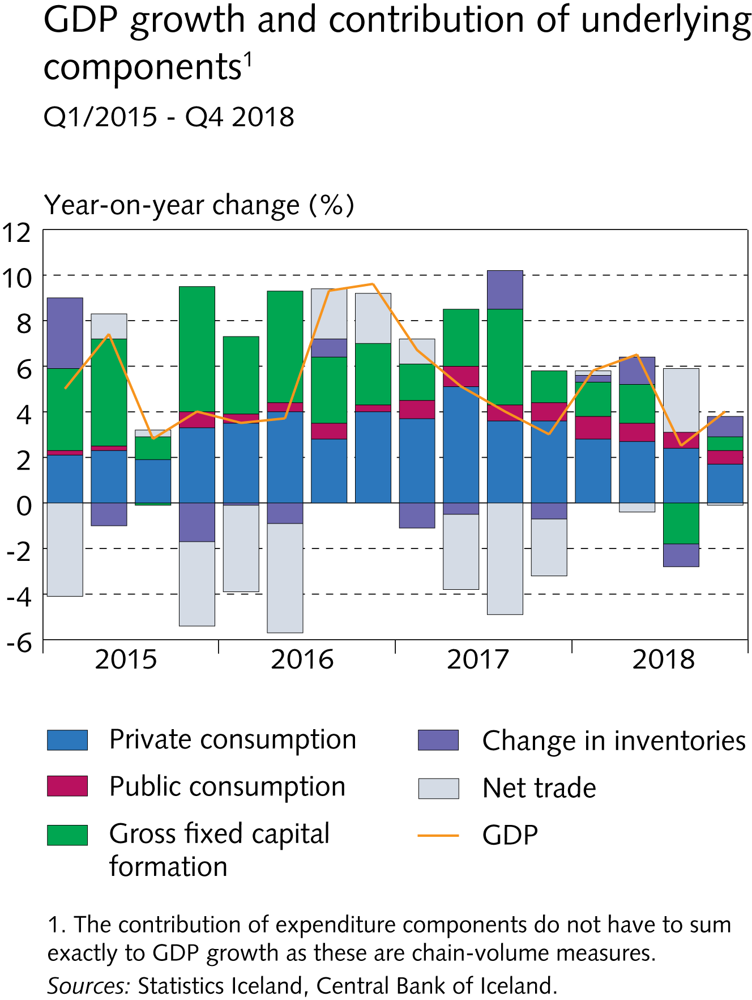 GDP growth and contribution of underlying
components¹
Q1/2015 - Q4 2018
Year-on-year change (%)
12
10
8
6
4
2
0
-2
-4
-6
2015 2016 2017 2018
Private consumption
Public consumption
Gross fixed capital
formation
Change in inventories
Net trade
GDP
1. The contribution of expenditure components do not have to sum
exactly to GDP growth as these are chain-volume measures.
Sources: Statistics Iceland, Central Bank of Iceland.